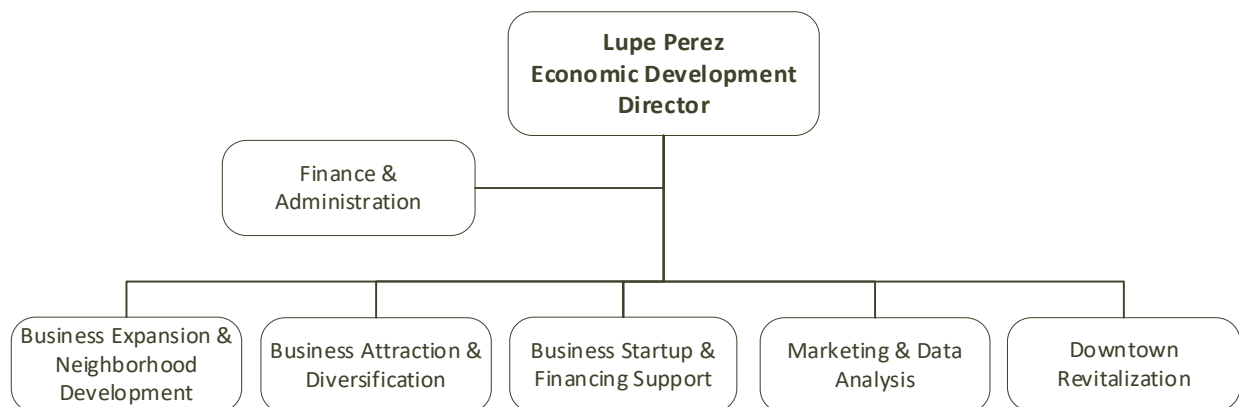 Lupe Perez
Economic Development
Director
Finance &
Administration
Business Expansion &
Neighborhood
Development
Business Attraction &
Diversification
Business Startup &
Financing Support
Marketing & Data
Analysis
Downtown
Revitalization